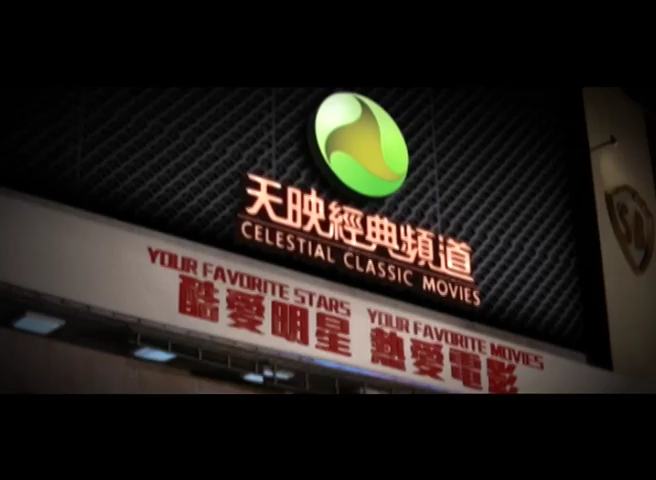 天映經典頻道
CELESTIAL CLASSIC MOVIES
YOUR FAVORITE STARS
酷愛明星
YOUR FAVORITE MOVIES
熱愛電影
SB